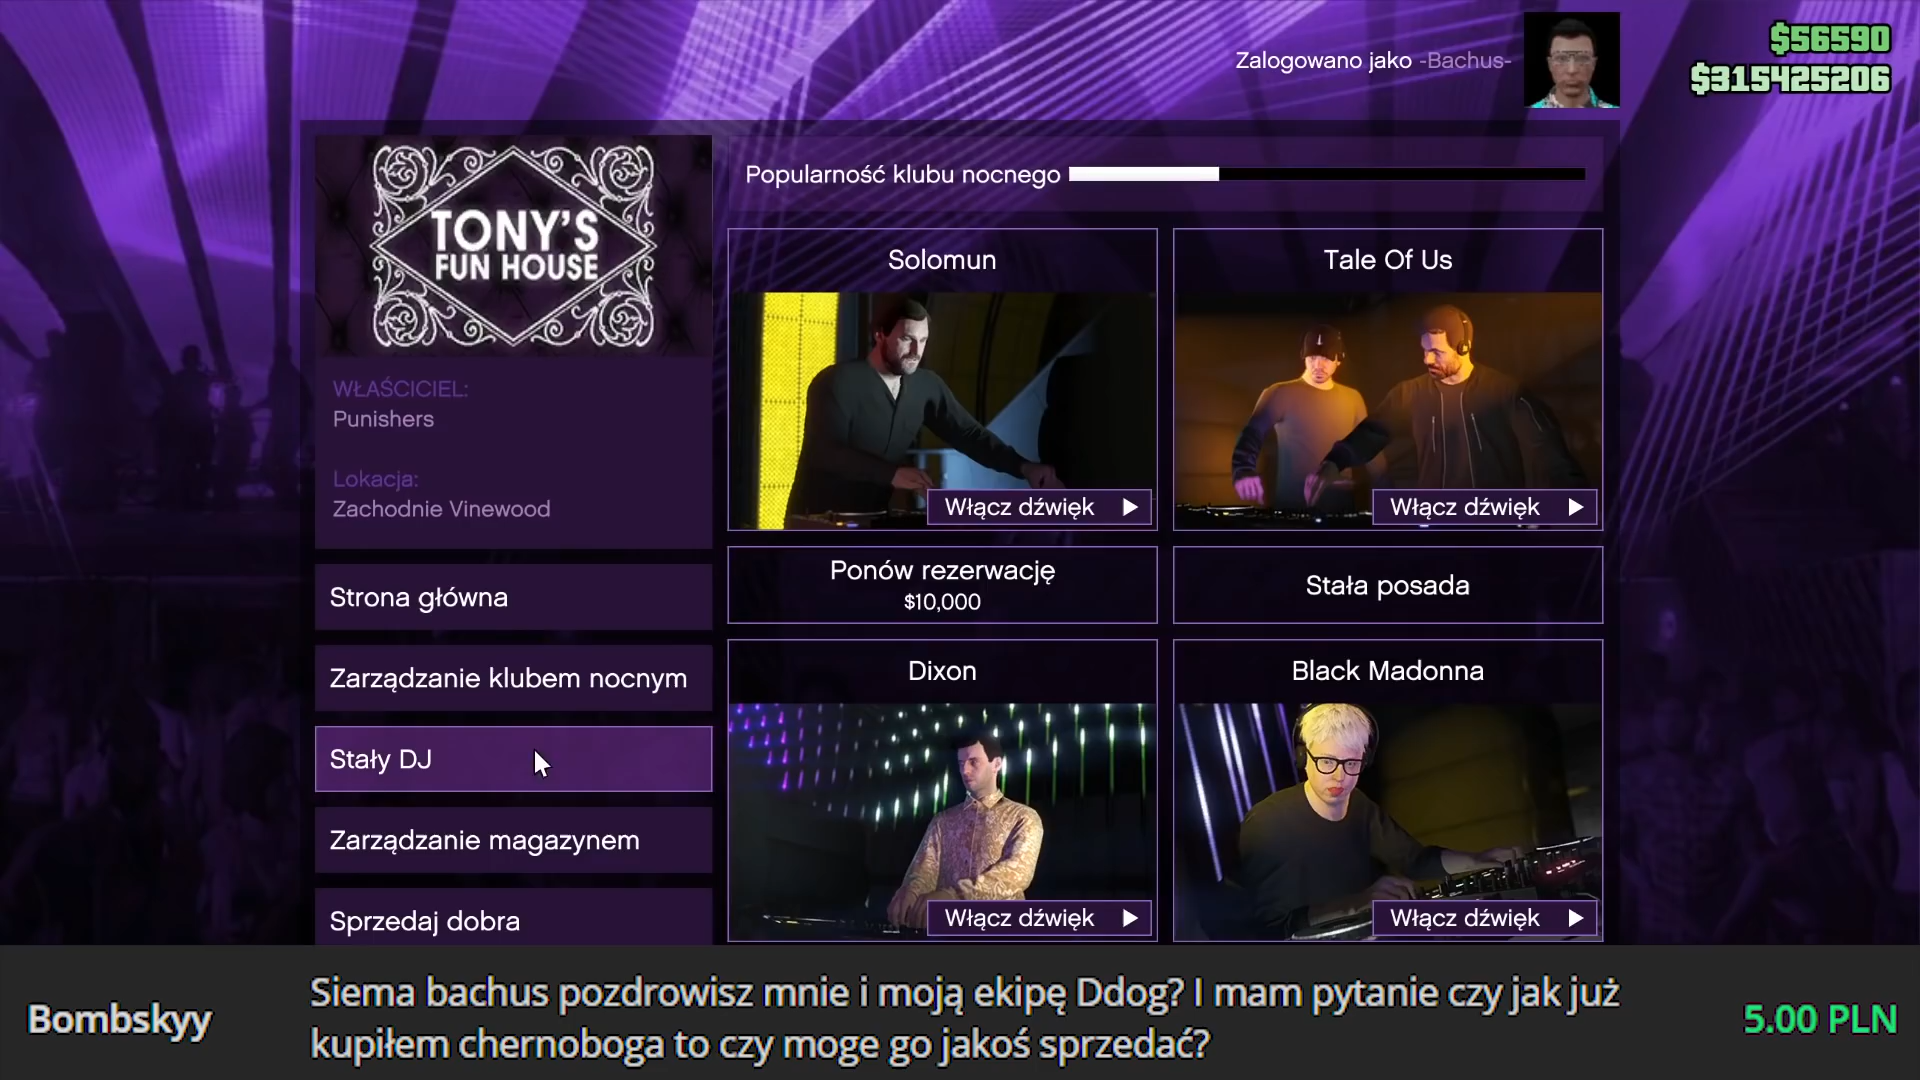 Zalogowano jako -Bachus-
$56590
$315425206
TONY'S
FUN HOUSE
WŁAŚCICIEL:
Punishers
Lokacja:
Zachodnie Vinewood
Strona główna
Zarządzanie klubem nocnym
Stały DJ
Zarządzanie magazynem
Sprzedaj dobra
Popularność klubu nocnego
Solomun
Włącz dźwięk
Ponów rezerwację
$10,000
Tale Of Us
Włącz dźwięk
Stała posada
Dixon
Włącz dźwięk
Black Madonna
Włącz dźwięk
Bombskyy
Siema bachus pozdrowisz mnie i moją ekipę Ddog? I mam pytanie czy jak już
kupiłem chernoboga to czy moge go jakoś sprzedać?
5.00 PLN